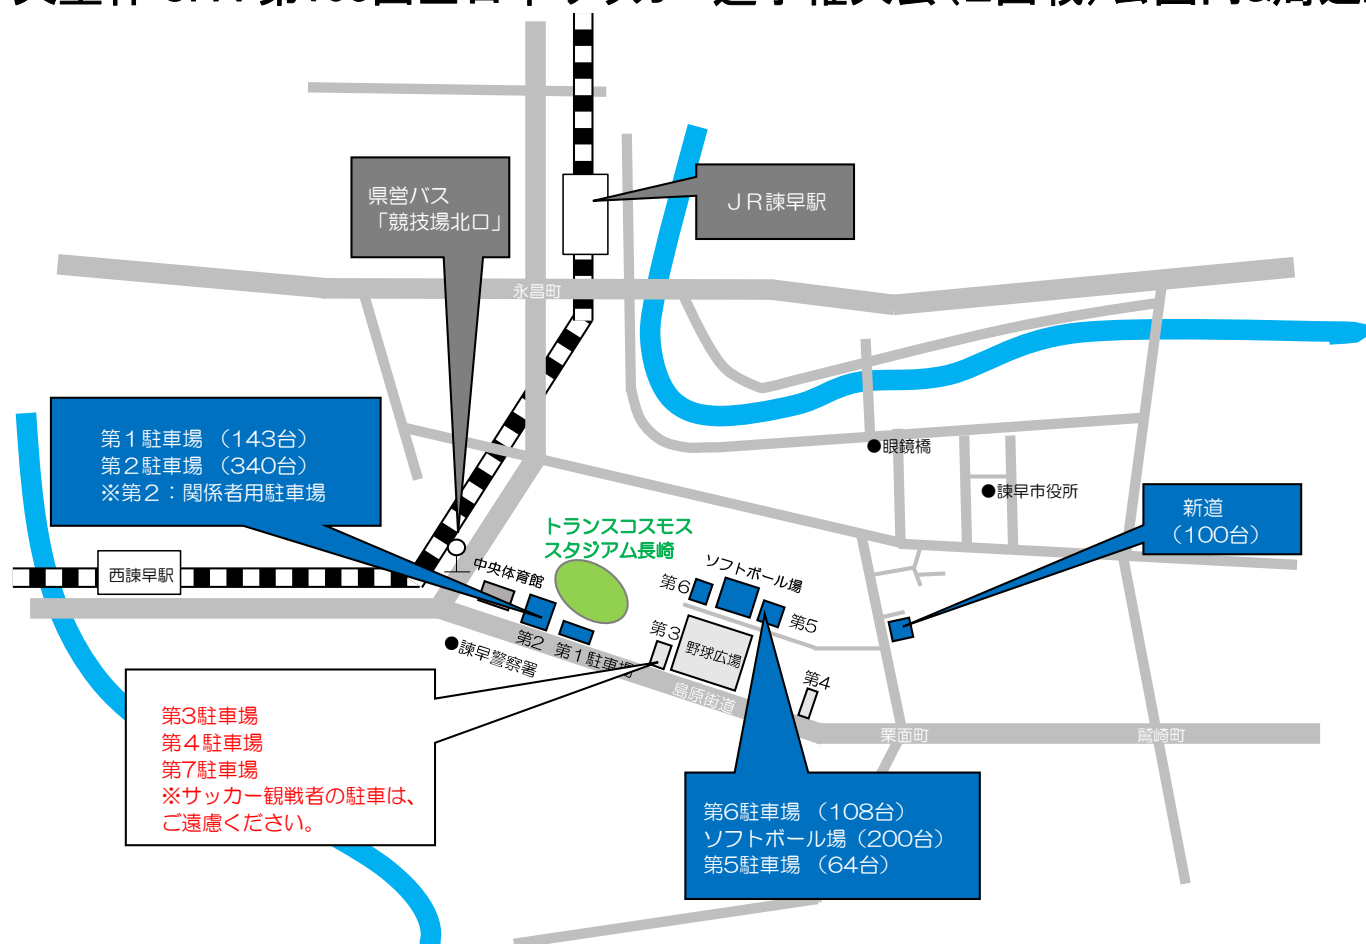 県営バス
「競技場北口」
ＪＲ諫早駅
永昌町
第１駐車場 （143台）
第２駐車場 （340台）
※第２：関係者用駐車場
●眼鏡橋
●諫早市役所
新道
（100台）
トランスコスモス
スタジアム長崎
西諫早駅
中央体育館
ソフトボール場
第６
第５
第３
第２
第１駐車場
野球広場
●諫早警察署
第４
島原街道
栗面町
鷲崎町
第3駐車場
第４駐車場
第7駐車場
※サッカー観戦者の駐車は、
ご遠慮ください。
第6駐車場 （108台）
ソフトボール場（200台）
第5駐車場 （64台）